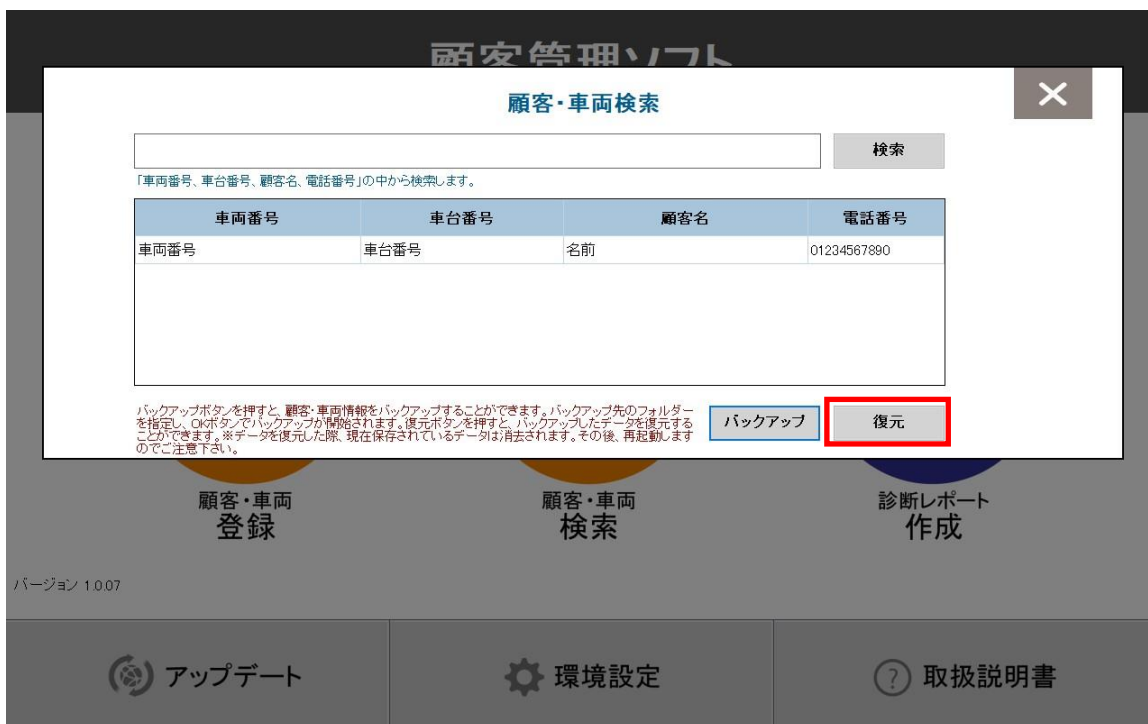 顧客管理ソフト
顧客・車両検索
検索
「車両番号、車台番号、顧客名、電話番号」の中から検索します。
車両番号 車台番号 顧客名 電話番号
車両番号 車台番号 名前 01234567890
バックアップボタンを押すと、顧客・車両情報をバックアップすることができます。バックアップ先のフォルダー
を指定し、OKボタンでバックアップが開始されます。復元ボタンを押すと、バックアップしたデータを復元する
ことができます。※データを復元した際、現在保存されているデータは消去されます。その後、再起動します
のでご注意下さい。
バックアップ 復元
顧客・車両
登録
顧客・車両
検索
診断レポート
作成
バージョン 1.0.07
アップデート 環境設定 取扱説明書